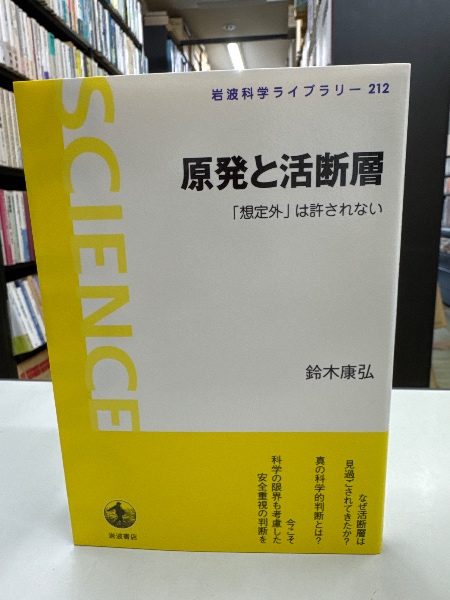 岩波科学ライブラリー 212
SCIENCE
原発と活断層
「想定外」は許されない
鈴木康弘
なぜ活断層は
見過ごされてきたか?
真の科学的判断とは?
今こそ
科学の限界も考慮した
安全重視の判断を
岩波書店